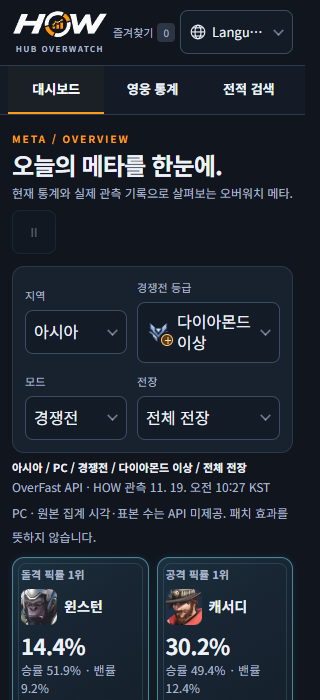 HOW
HUB OVERWATCH
즐겨찾기 0
Langu…
대시보드 영웅 통계 전적 검색
META / OVERVIEW
오늘의 메타를 한눈에.
현재 통계와 실제 관측 기록으로 살펴보는 오버워치 메타.
지역 경쟁전 등급
아시아 다이아몬드
이상
모드 전장
경쟁전 전체 전장
아시아 / PC / 경쟁전 / 다이아몬드 이상 / 전체 전장
OverFast API · HOW 관측 11. 19. 오전 10:27 KST
PC · 원본 집계 시각·표본 수는 API 미제공. 패치 효과를
뜻하지 않습니다.
돌격 픽률 1위 공격 픽률 1위
윈스턴 캐서디
14.4% 30.2%
승률 51.9% · 밴률 승률 49.4% · 밴률
9.2% 12.4%